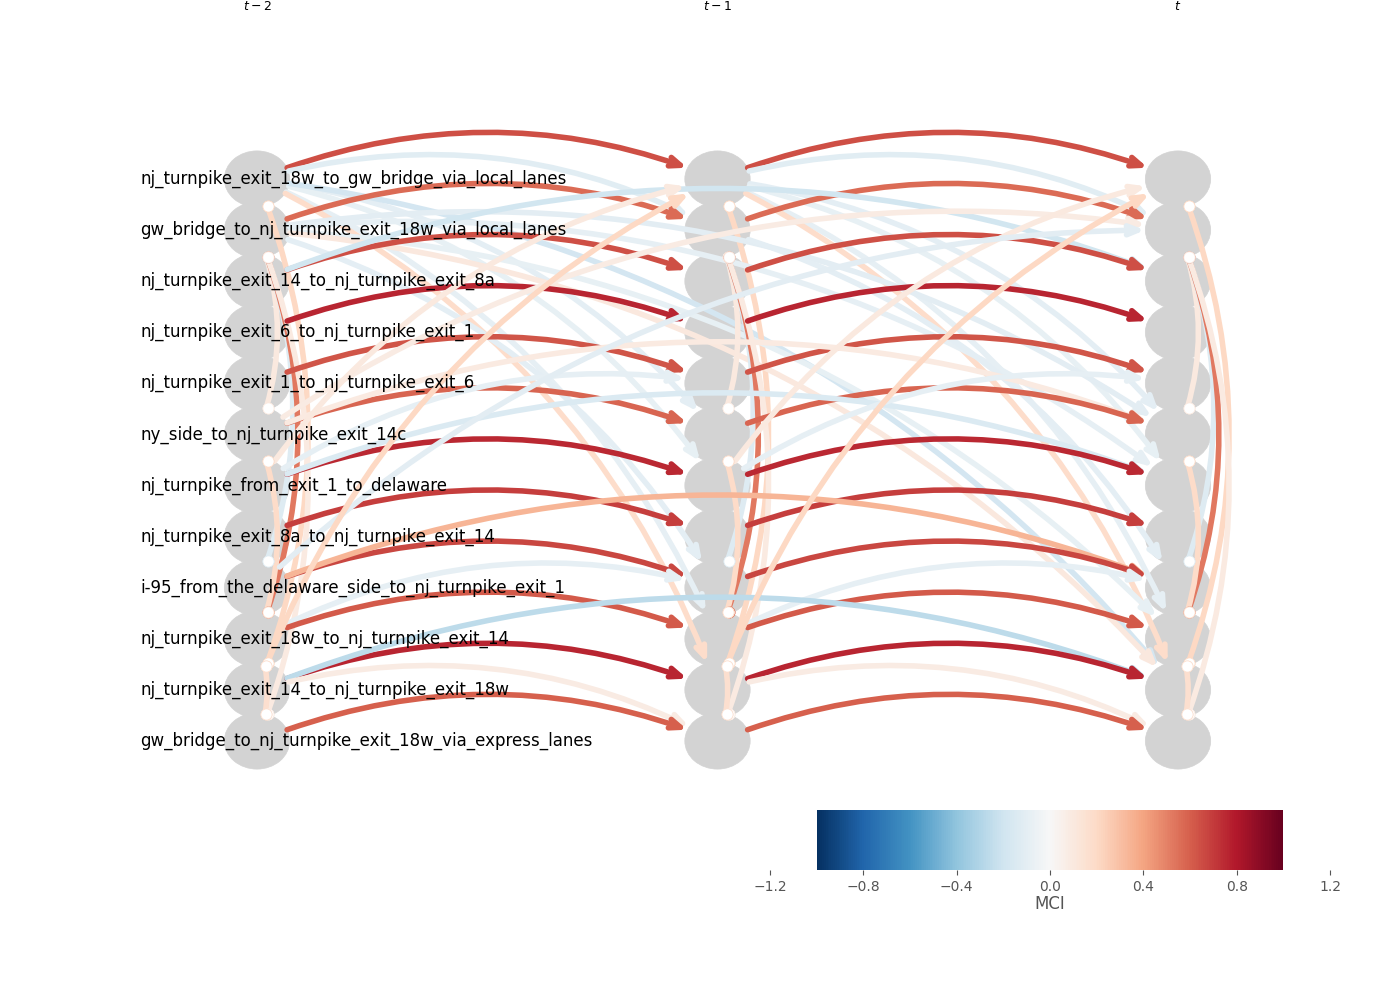 t − 2 t − 1 t
nj_turnpike_exit_18w_to_gw_bridge_via_local_lanes
gw_bridge_to_nj_turnpike_exit_18w_via_local_lanes
nj_turnpike_exit_14_to_nj_turnpike_exit_8a
nj_turnpike_exit_6_to_nj_turnpike_exit_1
nj_turnpike_exit_1_to_nj_turnpike_exit_6
ny_side_to_nj_turnpike_exit_14c
nj_turnpike_from_exit_1_to_delaware
nj_turnpike_exit_8a_to_nj_turnpike_exit_14
i-95_from_the_delaware_side_to_nj_turnpike_exit_1
nj_turnpike_exit_18w_to_nj_turnpike_exit_14
nj_turnpike_exit_14_to_nj_turnpike_exit_18w
gw_bridge_to_nj_turnpike_exit_18w_via_express_lanes
−1.2 −0.8 −0.4 0.0 0.4 0.8 1.2
MCI